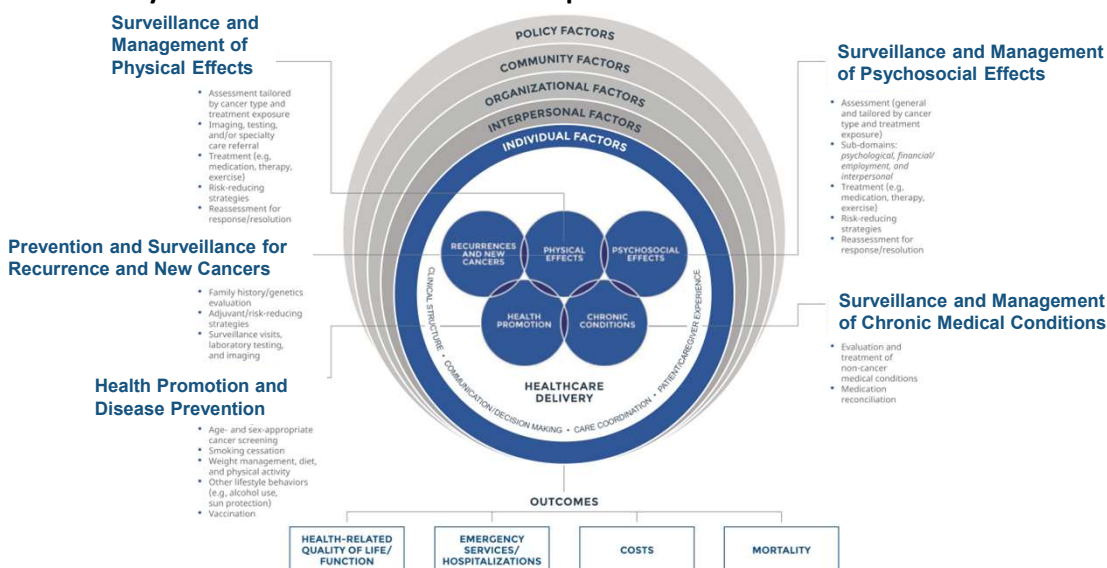 Surveillance and
Management of
Physical Effects
• Assessment tailored
by cancer type and
treatment exposure
• Imaging, testing,
and/or specialty
care referral
• Treatment (e.g,
medication, therapy,
exercise)
• Risk-reducing
strategies
• Reassessment for
response/resolution
Prevention and Surveillance for
Recurrence and New Cancers
• Family history/genetics
evaluation
• Adjuvant/risk-reducing
strategies
• Surveillance visits,
laboratory testing,
and imaging
Health Promotion and
Disease Prevention
• Age- and sex-appropriate
cancer screening
• Smoking cessation
• Weight management, diet,
and physical activity
• Other lifestyle behaviors
(e.g, alcohol use,
sun protection)
• Vaccination
POLICY FACTORS
COMMUNITY FACTORS
ORGANIZATIONAL FACTORS
INTERPERSONAL FACTORS
INDIVIDUAL FACTORS
RECURRENCES
AND NEW
CANCERS
PHYSICAL
EFFECTS
PSYCHOSOCIAL
EFFECTS
HEALTH
PROMOTION
CHRONIC
CONDITIONS
HEALTHCARE
DELIVERY
CLINICAL STRUCTURE • COMMUNICATION/DECISION MAKING • CARE COORDINATION • PATIENT/CAREGIVER EXPERIENCE
Surveillance and Management
of Psychosocial Effects
• Assessment (general
and tailored by cancer
type and treatment
exposure)
• Sub-domains:
psychological, financial/
employment, and
interpersonal
• Treatment (e.g,
medication, therapy,
exercise)
• Risk-reducing
strategies
• Reassessment for
response/resolution
Surveillance and Management
of Chronic Medical Conditions
• Evaluation and
treatment of
non-cancer
medical conditions
• Medication
reconciliation
OUTCOMES
HEALTH-RELATED
QUALITY OF LIFE/
FUNCTION
EMERGENCY
SERVICES/
HOSPITALIZATIONS
COSTS
MORTALITY